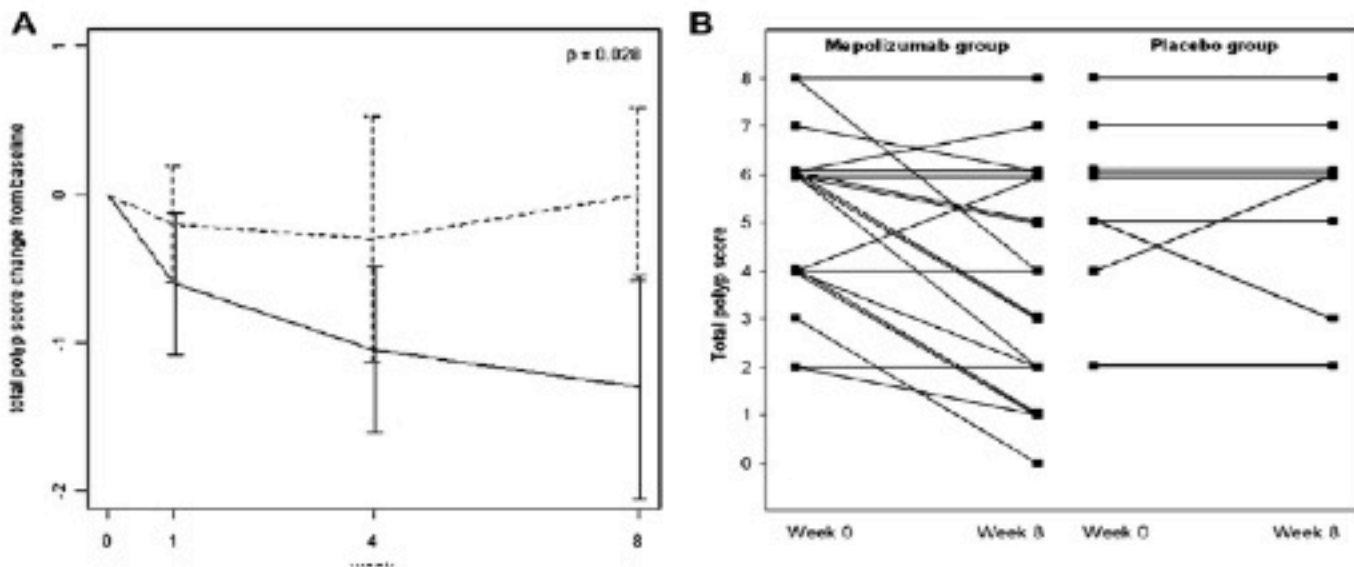 A
p = 0.028
total polyp score change from baseline
1
0
-1
-2
0 1 4 8
week
B
Mepolizumab group Placebo group
Total polyp score
8
7
6
5
4
3
2
1
0
Week 0 Week 8 Week 0 Week 8